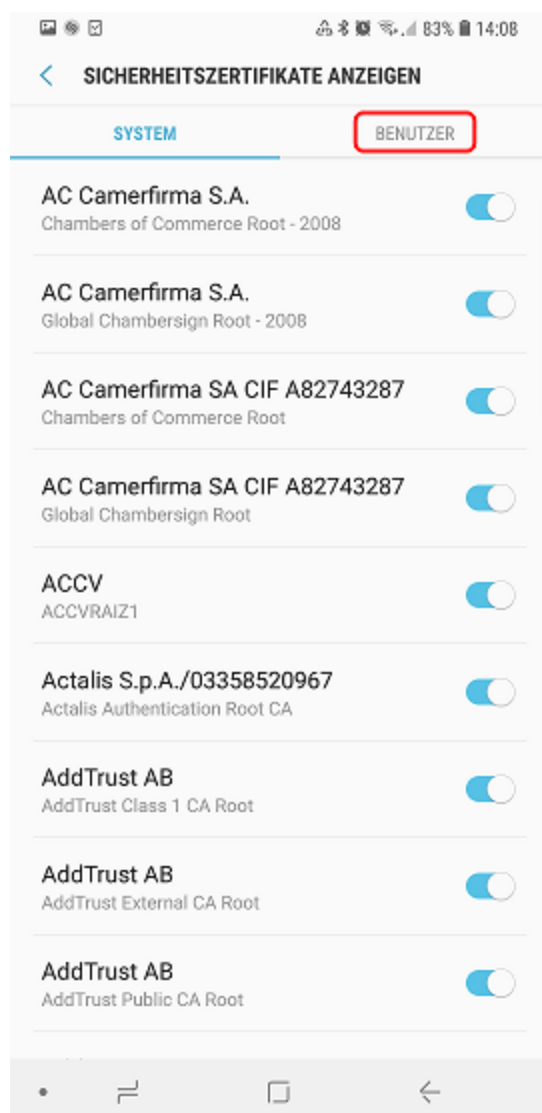 83% 14:08
SICHERHEITSZERTIFIKATE ANZEIGEN
SYSTEM BENUTZER
AC Camerfirma S.A.
Chambers of Commerce Root - 2008
AC Camerfirma S.A.
Global Chambersign Root - 2008
AC Camerfirma SA CIF A82743287
Chambers of Commerce Root
AC Camerfirma SA CIF A82743287
Global Chambersign Root
ACCV
ACCVRAIZ1
Actalis S.p.A./03358520967
Actalis Authentication Root CA
AddTrust AB
AddTrust Class 1 CA Root
AddTrust AB
AddTrust External CA Root
AddTrust AB
AddTrust Public CA Root